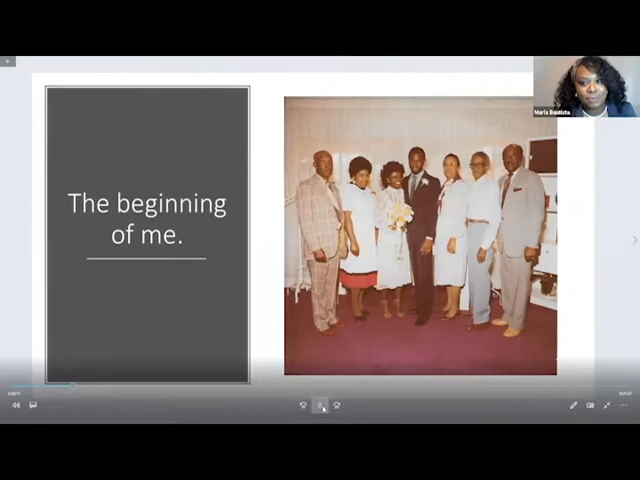 Maria Bautista
The beginning
of me.